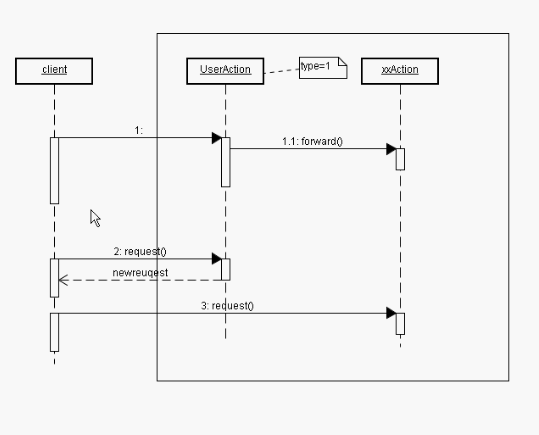 client
UserAction
type=1
xxAction
1:
1.1: forward()
2: request()
newreuqest
3: request()